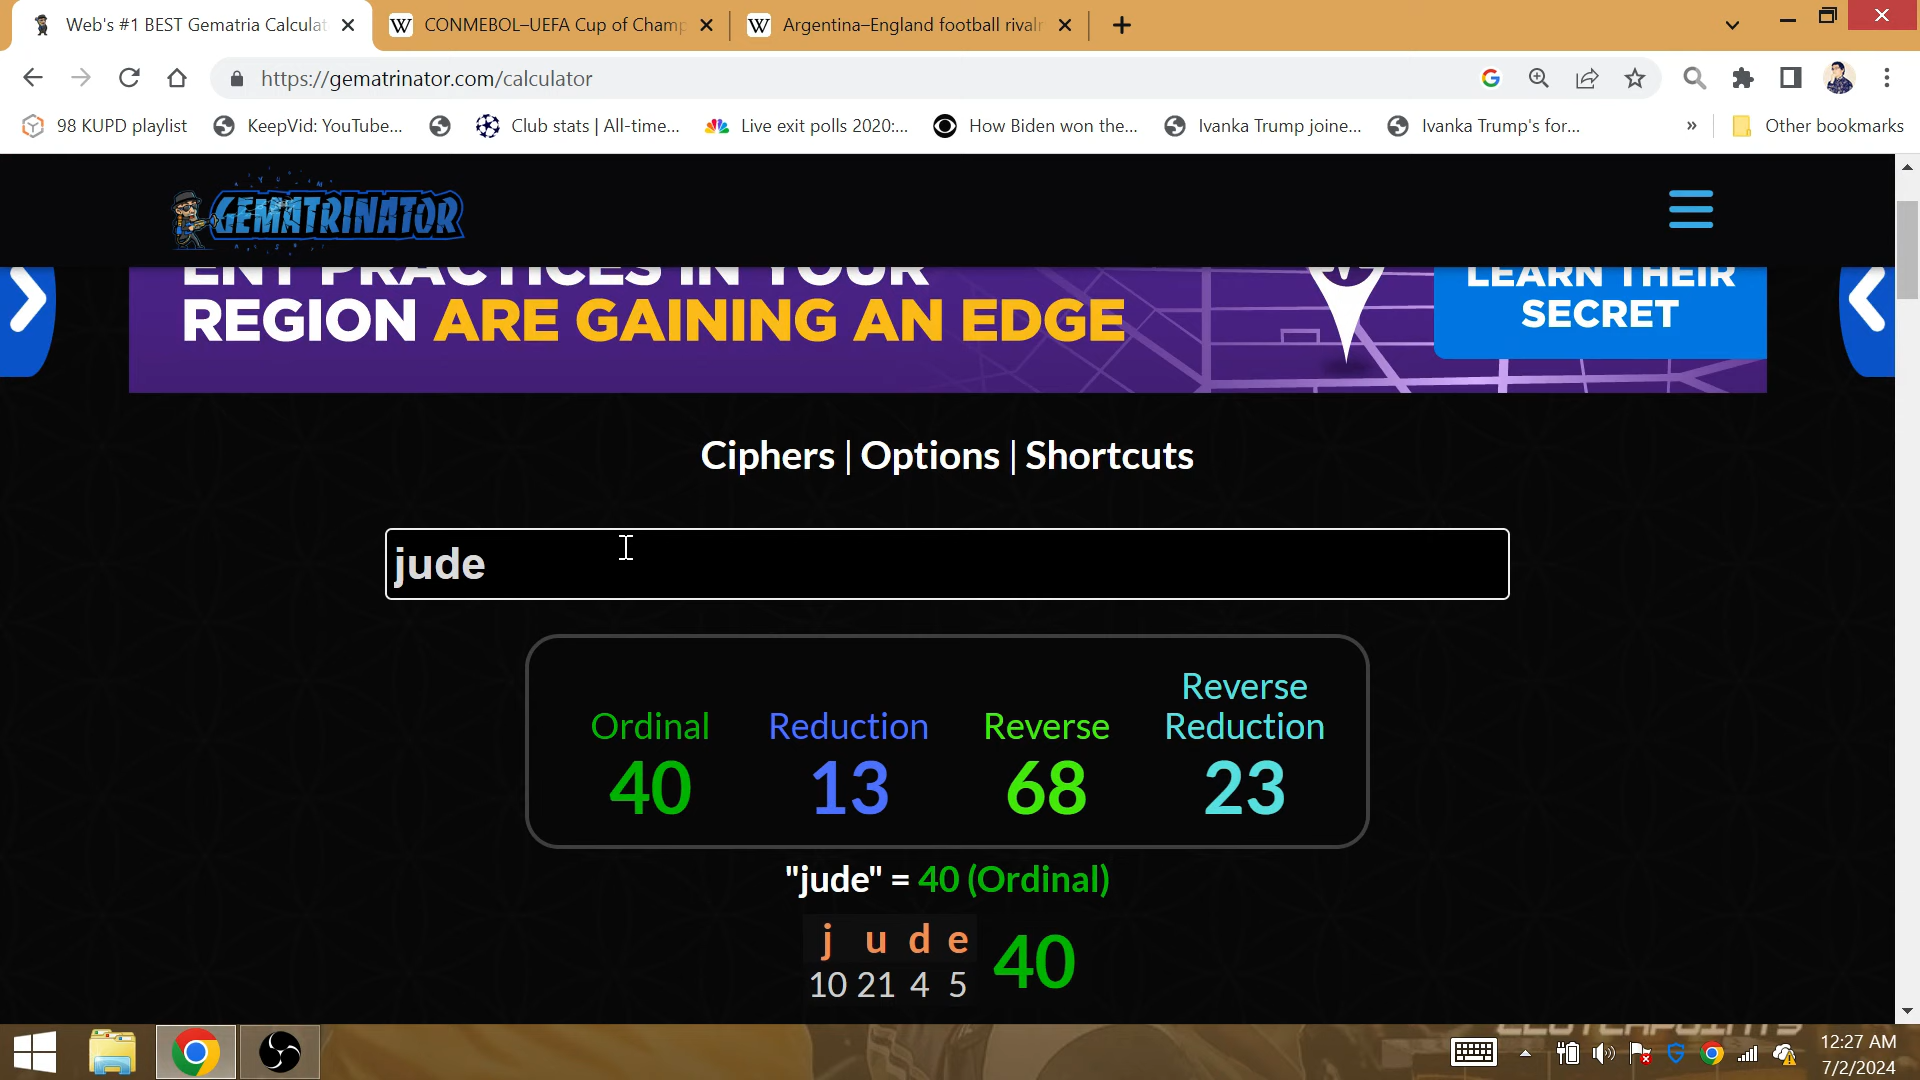 Web's #1 BEST Gematria Calculat
CONMEBOL–UEFA Cup of Champ
Argentina–England football rivalr
https://gematrinator.com/calculator
98 KUPD playlist
KeepVid: YouTube...
Club stats | All-time...
Live exit polls 2020:...
How Biden won the...
Ivanka Trump joine...
Ivanka Trump's for...
»
Other bookmarks
GEMATRINATOR
ENT PRACTICES IN YOUR
REGION ARE GAINING AN EDGE
LEARN THEIR
SECRET
Ciphers | Options | Shortcuts
jude
Ordinal
40
Reduction
13
Reverse
68
Reverse
Reduction
23
"jude" = 40 (Ordinal)
j u d e
10 21 4 5
40
12:27 AM
7/2/2024